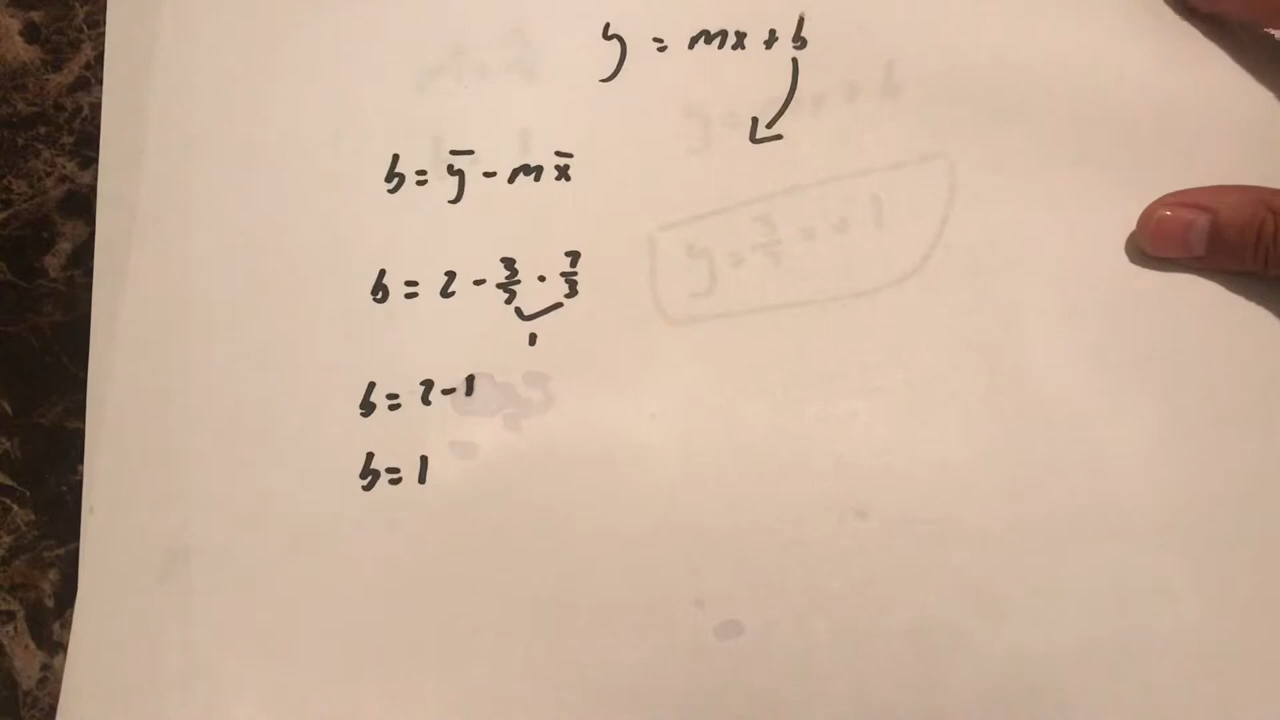 y = mx + b
b = ȳ - mx̄
b = 2 - 3/7 · 7/3
1
b = 2 - 1
b = 1